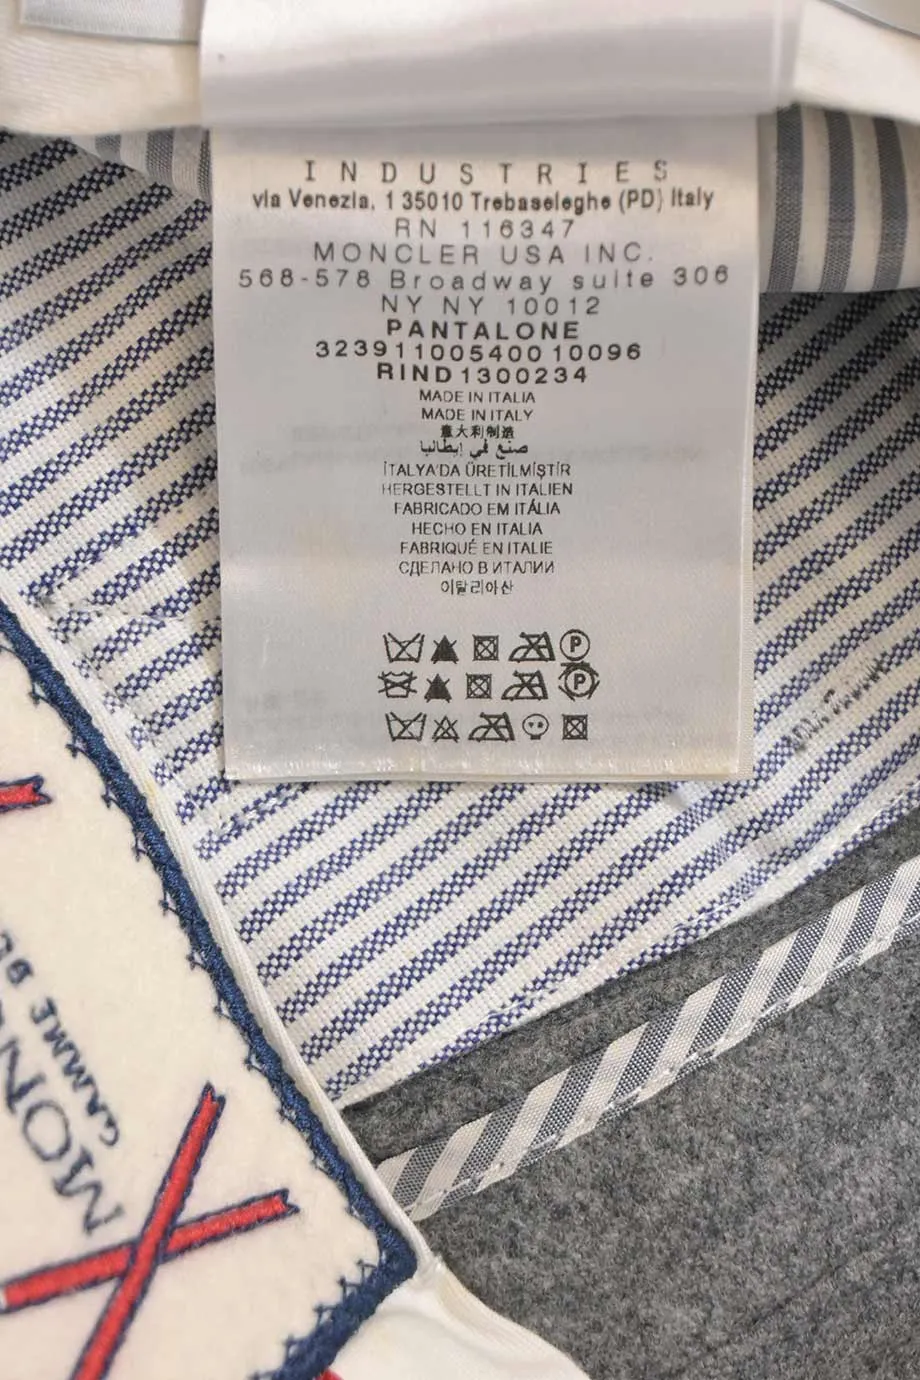 INDUSTRIES
via Venezia, 1 35010 Trebaseleghe (PD) Italy
RN 116347
MONCLER USA INC.
568-578 Broadway suite 306
NY NY 10012
PANTALONE
323911005400 10096
RIND1300234
MADE IN ITALIA
MADE IN ITALY
意大利制造
صنع في إيطاليا
İTALYA'DA ÜRETİLMİŞTİR
HERGESTELLT IN ITALIEN
FABRICADO EM ITÁLIA
HECHO EN ITALIA
FABRIQUÉ EN ITALIE
СДЕЛАНО В ИТАЛИИ
이탈리아산
P
P
MON
GAMME